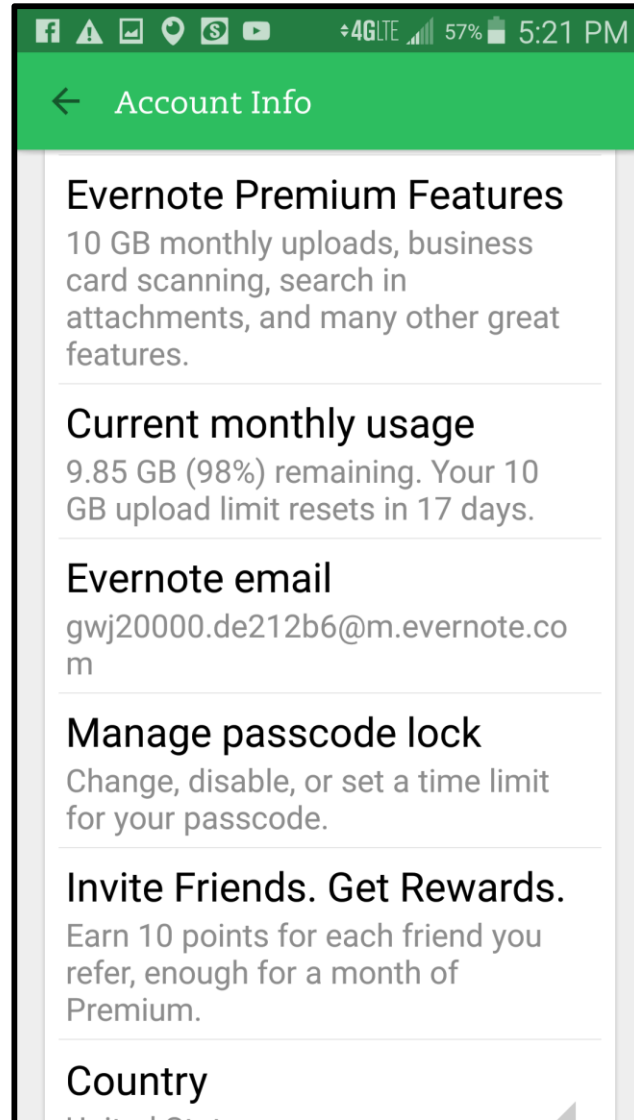 4GLTE 57% 5:21 PM
Account Info
Evernote Premium Features
10 GB monthly uploads, business
card scanning, search in
attachments, and many other great
features.
Current monthly usage
9.85 GB (98%) remaining. Your 10
GB upload limit resets in 17 days.
Evernote email
gwj20000.de212b6@m.evernote.co
m
Manage passcode lock
Change, disable, or set a time limit
for your passcode.
Invite Friends. Get Rewards.
Earn 10 points for each friend you
refer, enough for a month of
Premium.
Country